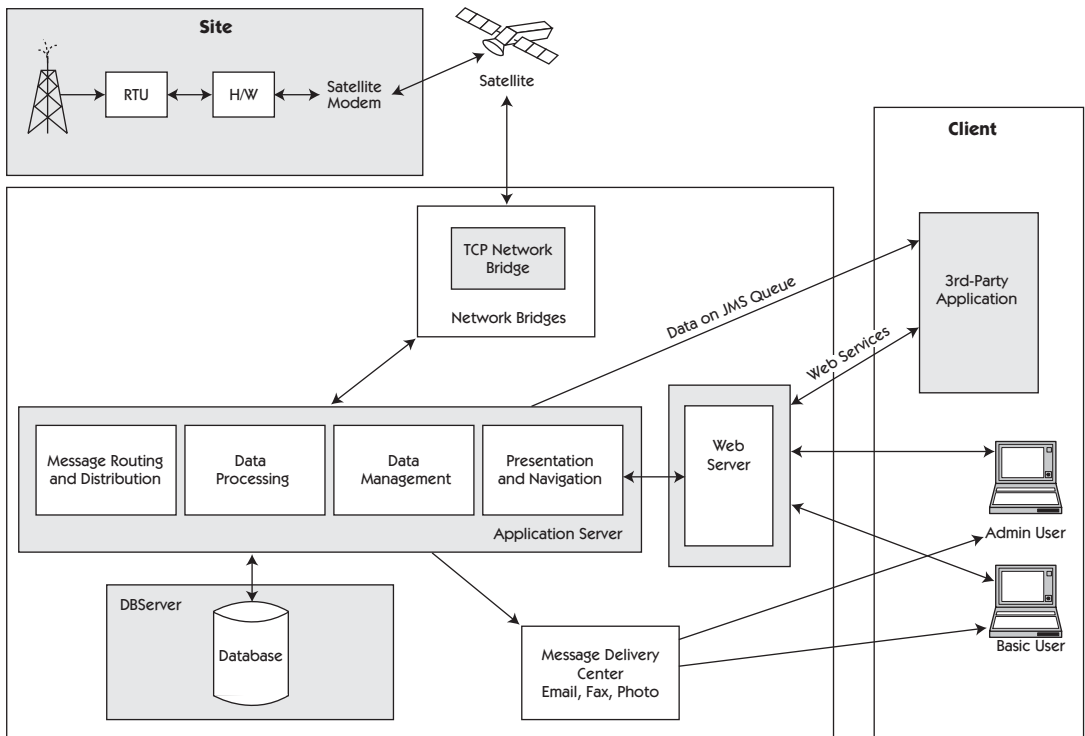 Site
RTU
H/W
Satellite
Modem
Satellite
Client
TCP Network
Bridge
Network Bridges
Data on JMS Queue
Web Services
3rd-Party
Application
Message Routing
and Distribution
Data
Processing
Data
Management
Presentation
and Navigation
Application Server
Web
Server
Admin User
Basic User
DBServer
Database
Message Delivery
Center
Email, Fax, Photo